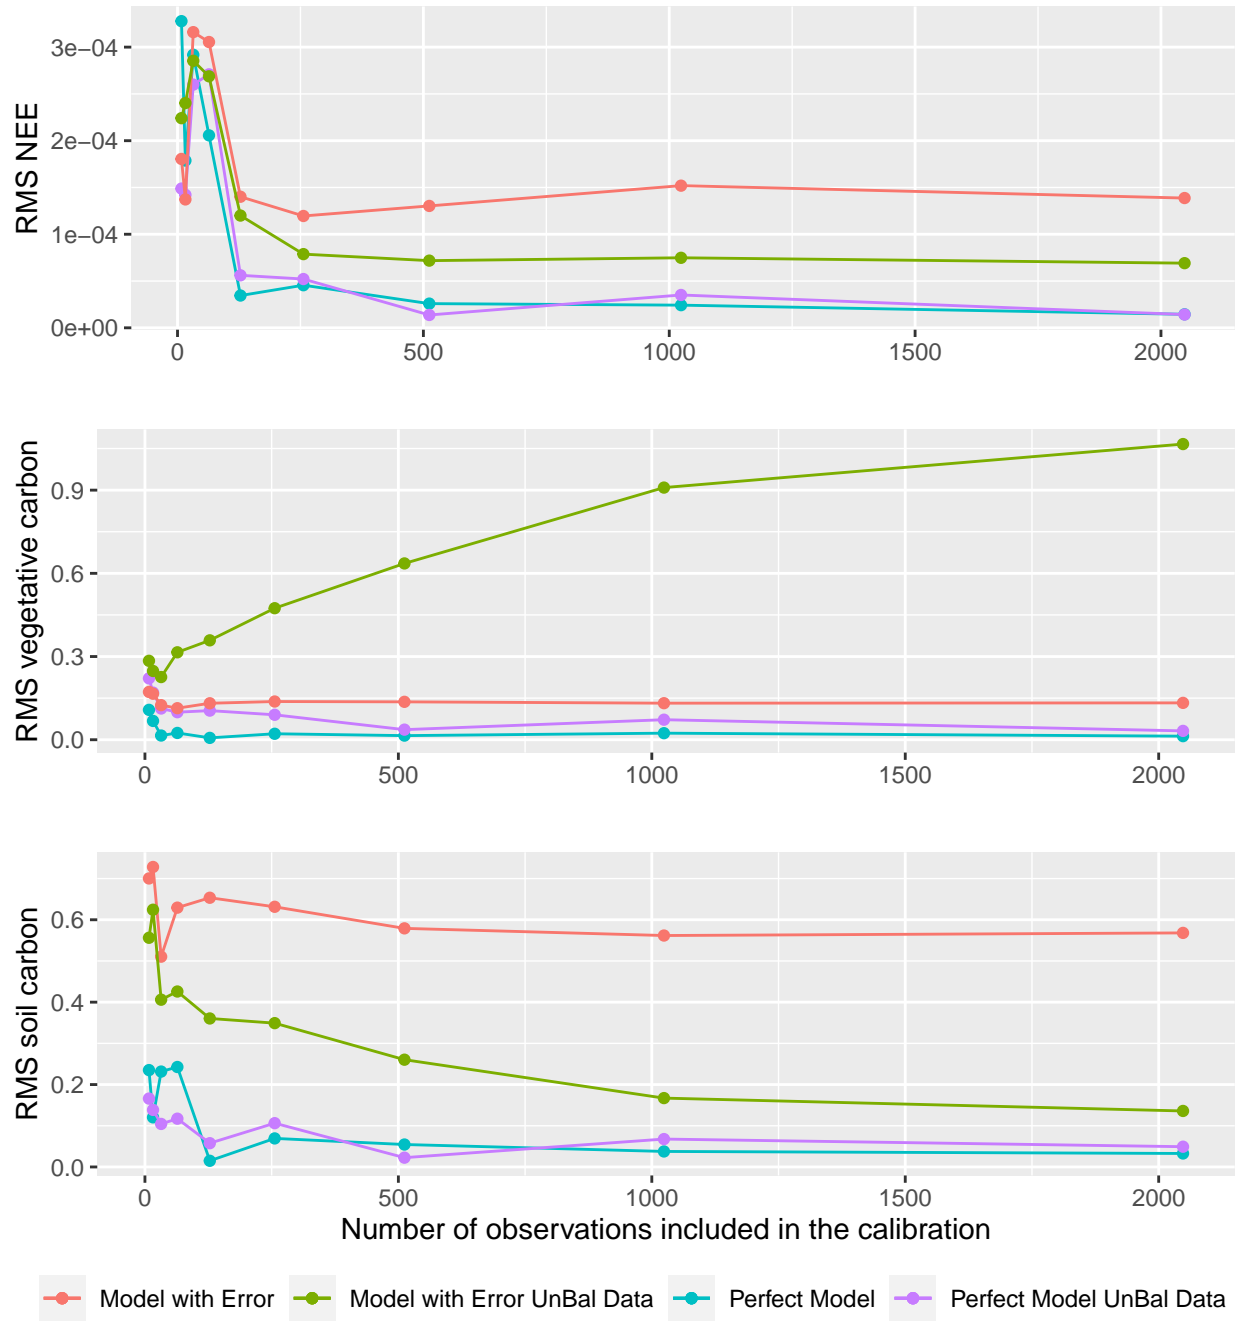 RMS NEE
3e−04
2e−04
1e−04
0e+00
0 500 1000 1500 2000
RMS vegetative carbon
0.9
0.6
0.3
0.0
0 500 1000 1500 2000
RMS soil carbon
0.6
0.4
0.2
0.0
0 500 1000 1500 2000
Number of observations included in the calibration
Model with Error Model with Error UnBal Data Perfect Model Perfect Model UnBal Data